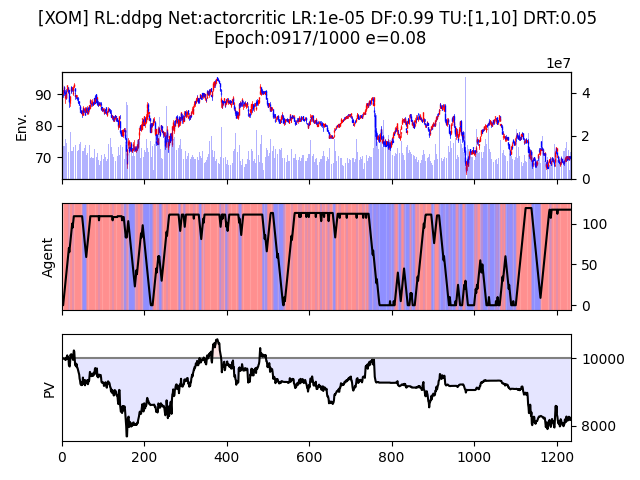 [XOM] RL:ddpg Net:actorcritic LR:1e-05 DF:0.99 TU:[1,10] DRT:0.05
Epoch:0917/1000 e=0.08
1e7
Env.
90
80
70
4
2
0
Agent
100
50
0
PV
10000
8000
0 200 400 600 800 1000 1200